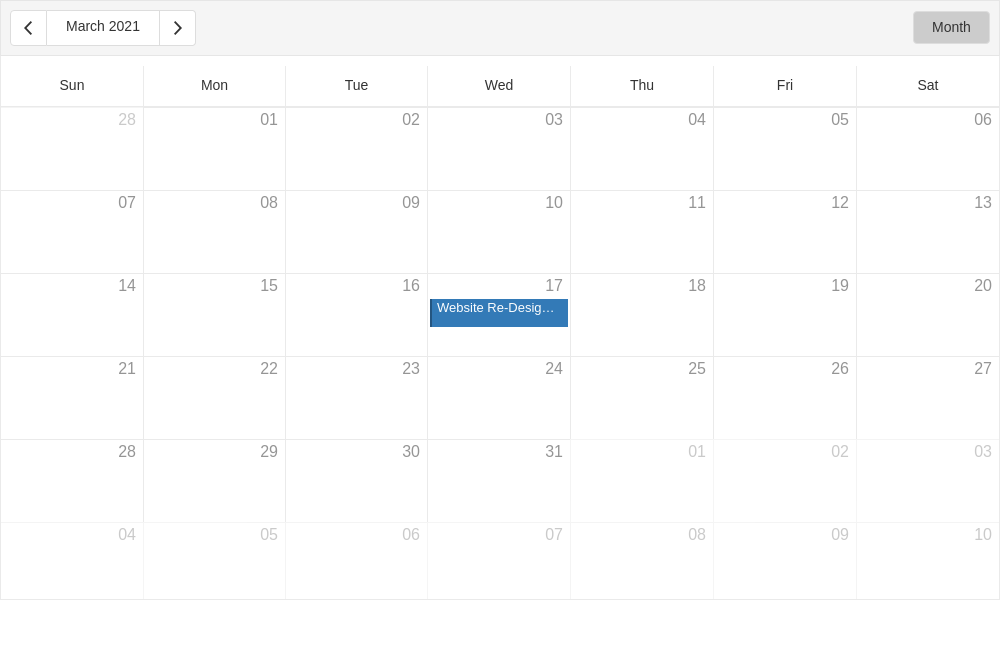 March 2021 Month
Sun Mon Tue Wed Thu Fri Sat
28 01 02 03 04 05 06
07 08 09 10 11 12 13
14 15 16 17 18 19 20
Website Re-Desig…
21 22 23 24 25 26 27
28 29 30 31 01 02 03
04 05 06 07 08 09 10